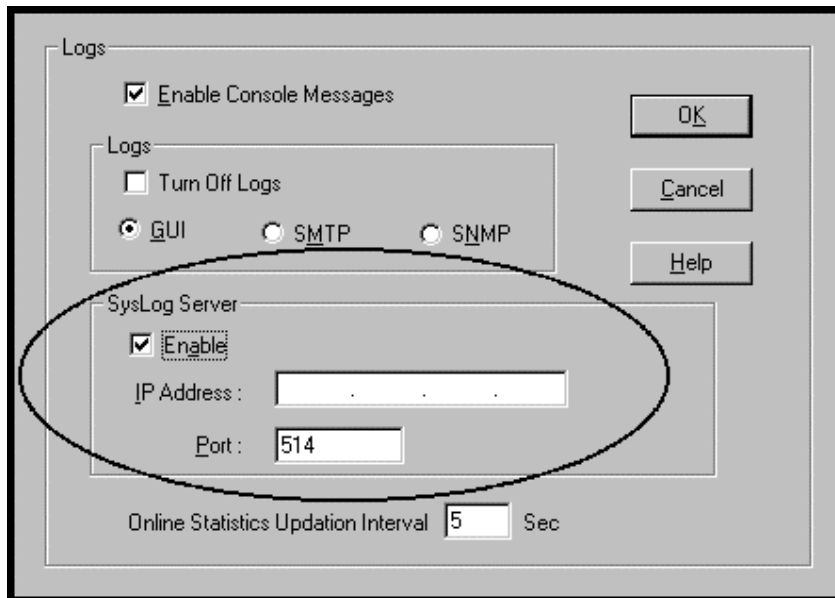 Logs
Enable Console Messages
OK
Logs
Turn Off Logs
Cancel
GUI SMTP SNMP
Help
SysLog Server
Enable
IP Address : . . .
Port : 514
Online Statistics Updation Interval 5 Sec